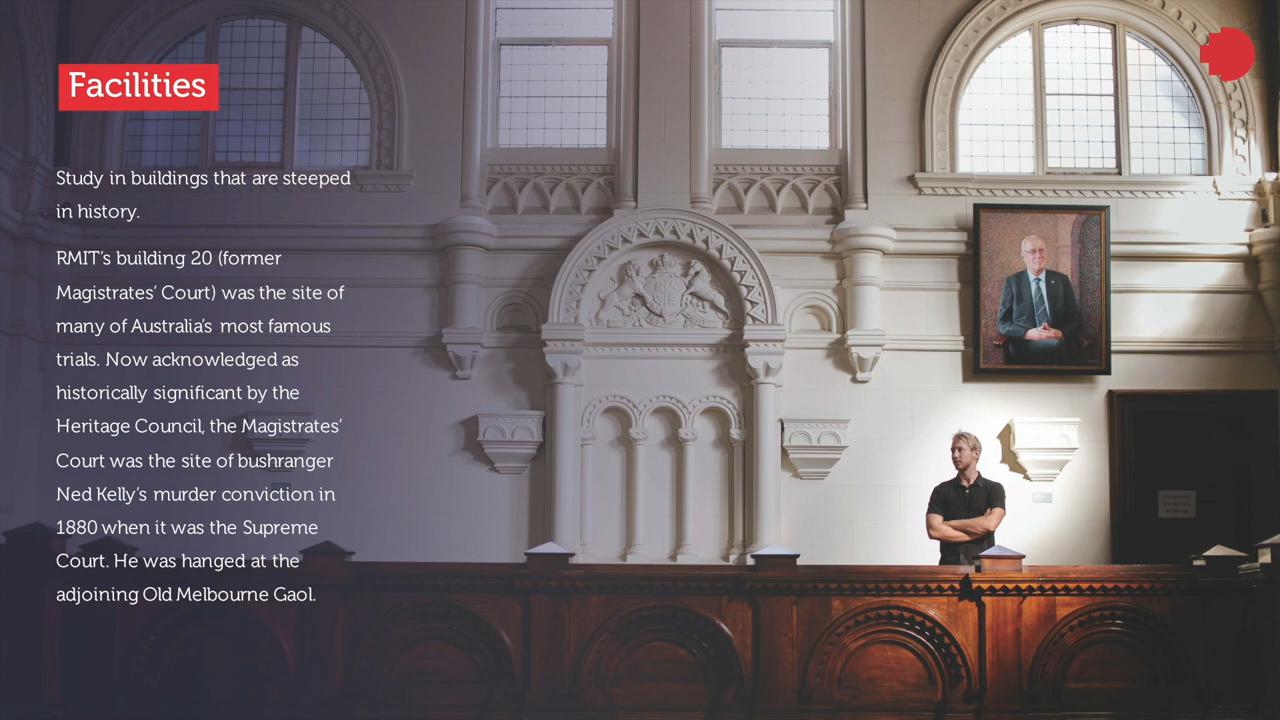 Facilities
Study in buildings that are steeped
in history.
RMIT's building 20 (former
Magistrates' Court) was the site of
many of Australia's most famous
trials. Now acknowledged as
historically significant by the
Heritage Council, the Magistrates'
Court was the site of bushranger
Ned Kelly's murder conviction in
1880 when it was the Supreme
Court. He was hanged at the
adjoining Old Melbourne Gaol.